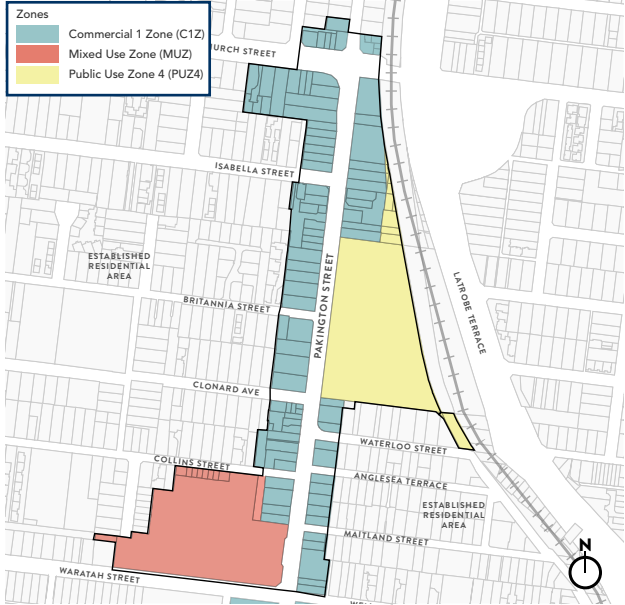 Zones
Commercial 1 Zone (C1Z)
Mixed Use Zone (MUZ)
Public Use Zone 4 (PUZ4)
URCH STREET
ISABELLA STREET
ESTABLISHED
RESIDENTIAL
AREA
PAKINGTON STREET
LATROBE TERRACE
BRITANNIA STREET
CLONARD AVE
WATERLOO STREET
COLLINS STREET
ANGLESEA TERRACE
ESTABLISHED
RESIDENTIAL
AREA
MAITLAND STREET
N
WARATAH STREET